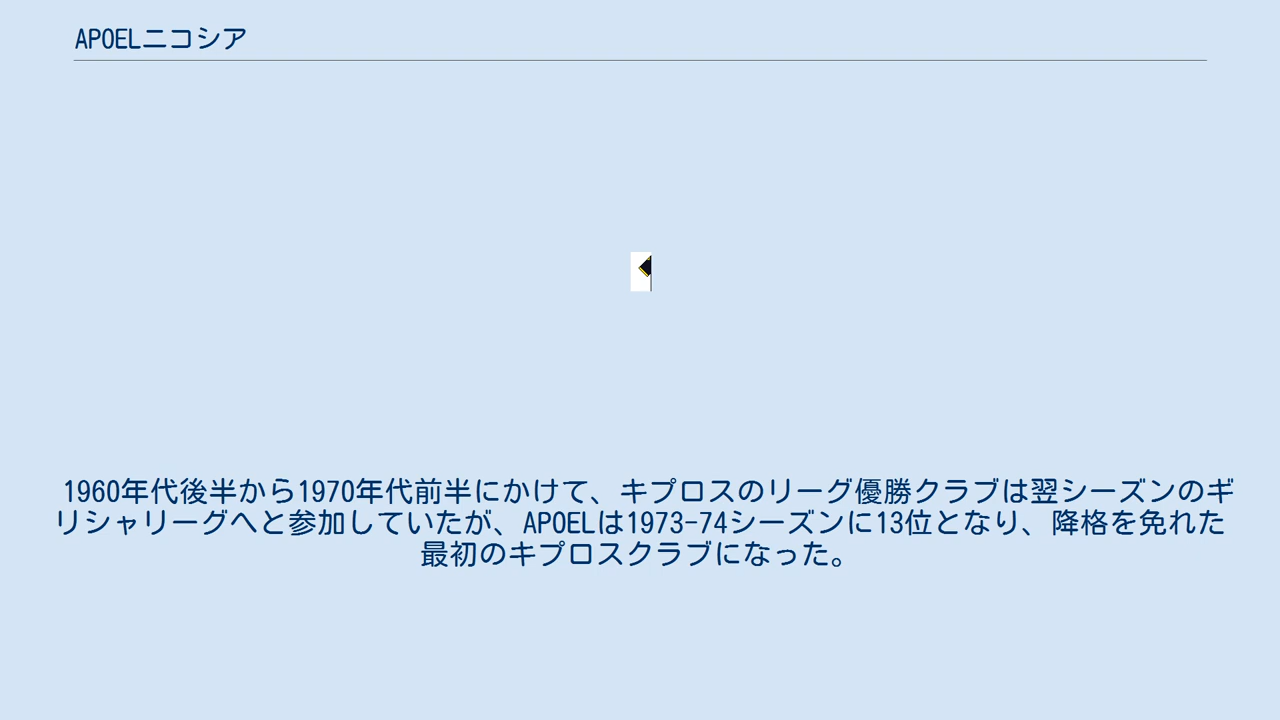 APOELニコシア
1960年代後半から1970年代前半にかけて、キプロスのリーグ優勝クラブは翌シーズンのギ
リシャリーグへと参加していたが、APOELは1973-74シーズンに13位となり、降格を免れた
最初のキプロスクラブになった。